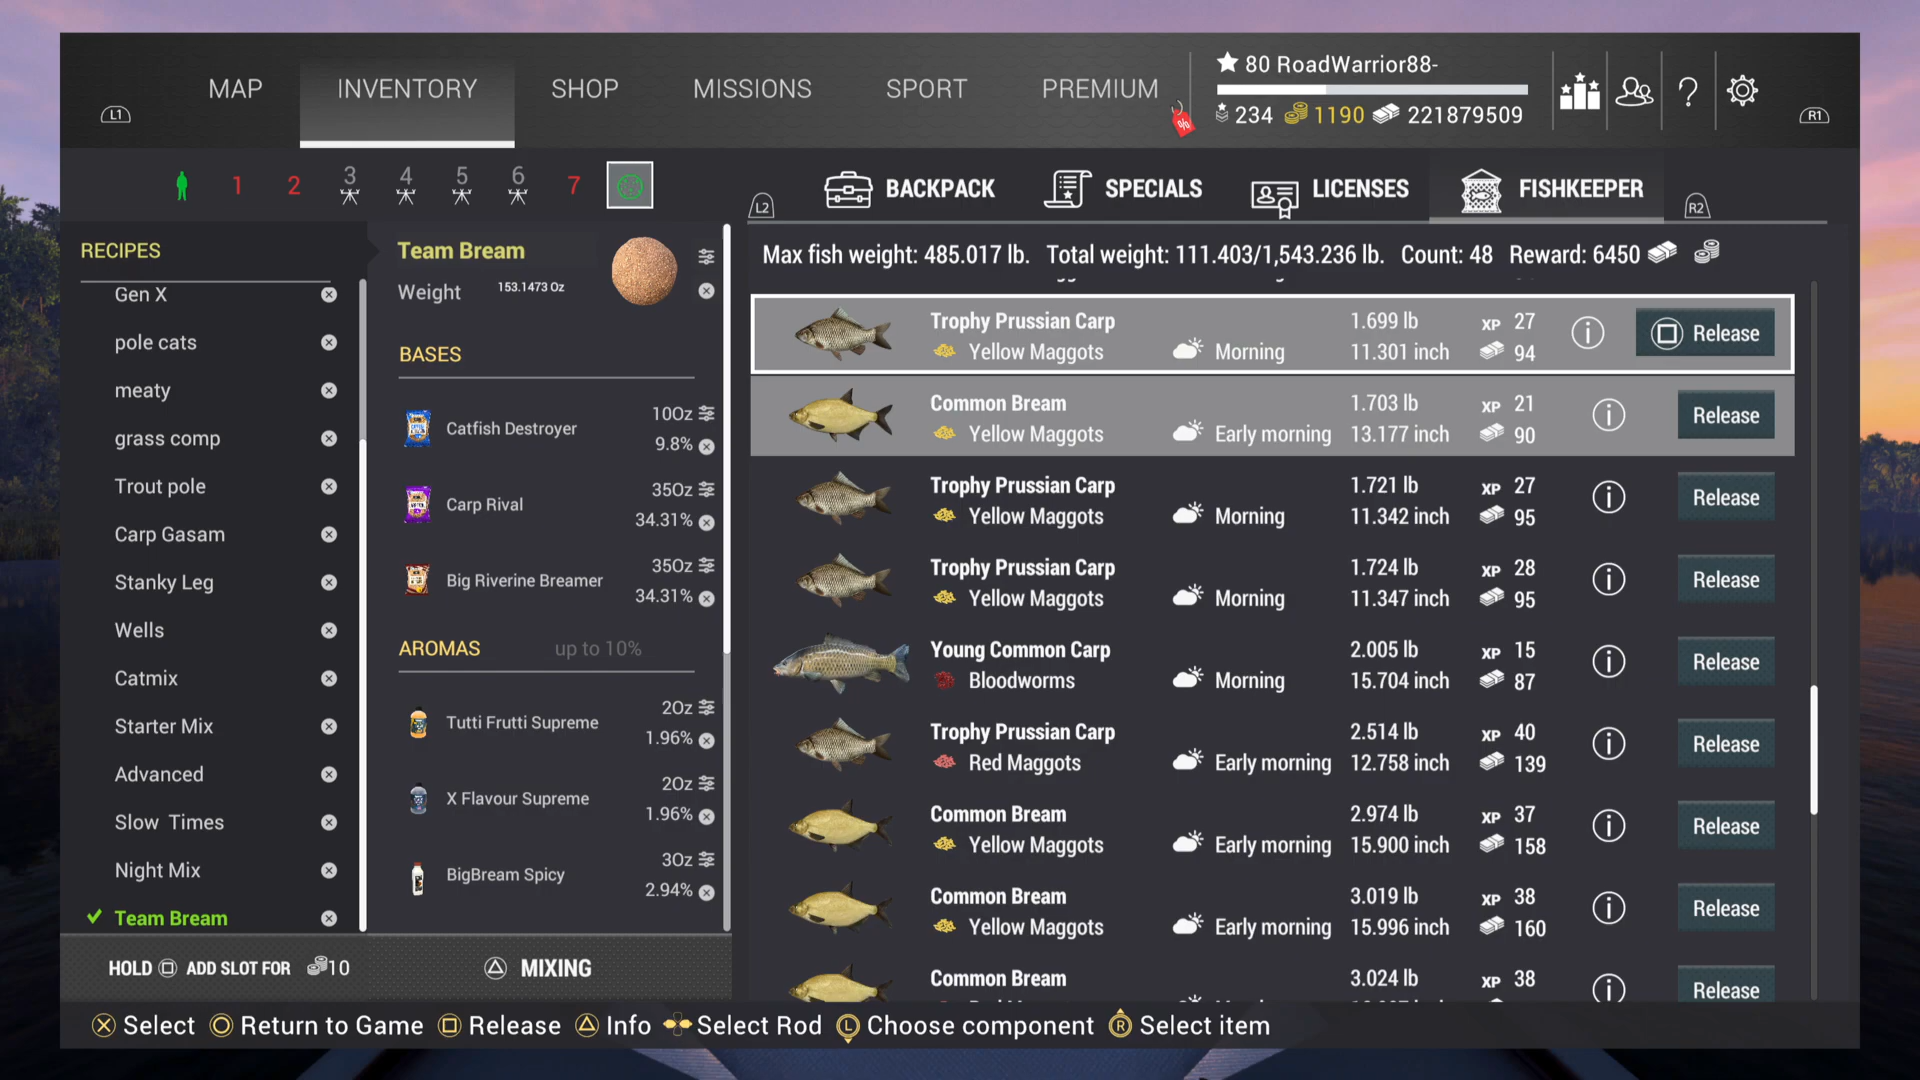 MAP
INVENTORY
SHOP
MISSIONS
SPORT
PREMIUM
%
80 RoadWarrior88-
234 1190 221879509
?
L1
R1
1 2 3 4 5 6 7
L2
BACKPACK
SPECIALS
LICENSES
FISHKEEPER
R2
RECIPES
Gen X
pole cats
meaty
grass comp
Trout pole
Carp Gasam
Stanky Leg
Wells
Catmix
Starter Mix
Advanced
Slow Times
Night Mix
Team Bream
HOLD ADD SLOT FOR 10
Team Bream
Weight 153.1473 Oz
BASES
Catfish Destroyer 10Oz 9.8%
Carp Rival 35Oz 34.31%
Big Riverine Breamer 35Oz 34.31%
AROMAS up to 10%
Tutti Frutti Supreme 2Oz 1.96%
X Flavour Supreme 2Oz 1.96%
BigBream Spicy 3Oz 2.94%
MIXING
Max fish weight: 485.017 lb. Total weight: 111.403/1,543.236 lb. Count: 48 Reward: 6450
Trophy Prussian Carp 1.699 lb XP 27
Yellow Maggots Morning 11.301 inch 94
Release
Common Bream 1.703 lb XP 21
Yellow Maggots Early morning 13.177 inch 90
Release
Trophy Prussian Carp 1.721 lb XP 27
Yellow Maggots Morning 11.342 inch 95
Release
Trophy Prussian Carp 1.724 lb XP 28
Yellow Maggots Morning 11.347 inch 95
Release
Young Common Carp 2.005 lb XP 15
Bloodworms Morning 15.704 inch 87
Release
Trophy Prussian Carp 2.514 lb XP 40
Red Maggots Early morning 12.758 inch 139
Release
Common Bream 2.974 lb XP 37
Yellow Maggots Early morning 15.900 inch 158
Release
Common Bream 3.019 lb XP 38
Yellow Maggots Early morning 15.996 inch 160
Release
Common Bream 3.024 lb XP 38
Release
Select Return to Game Release Info Select Rod L Choose component R Select item